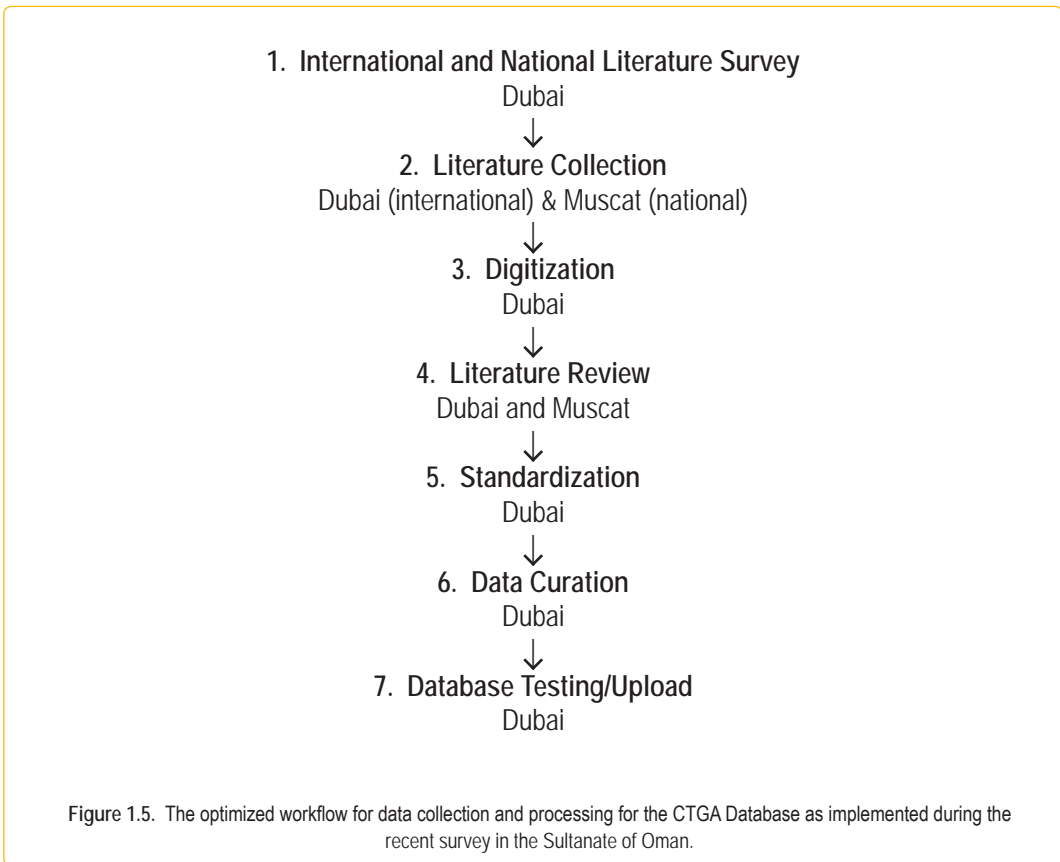 1. International and National Literature Survey
Dubai
↓
2. Literature Collection
Dubai (international) & Muscat (national)
↓
3. Digitization
Dubai
↓
4. Literature Review
Dubai and Muscat
↓
5. Standardization
Dubai
↓
6. Data Curation
Dubai
↓
7. Database Testing/Upload
Dubai
Figure 1.5. The optimized workflow for data collection and processing for the CTGA Database as implemented during the
recent survey in the Sultanate of Oman.